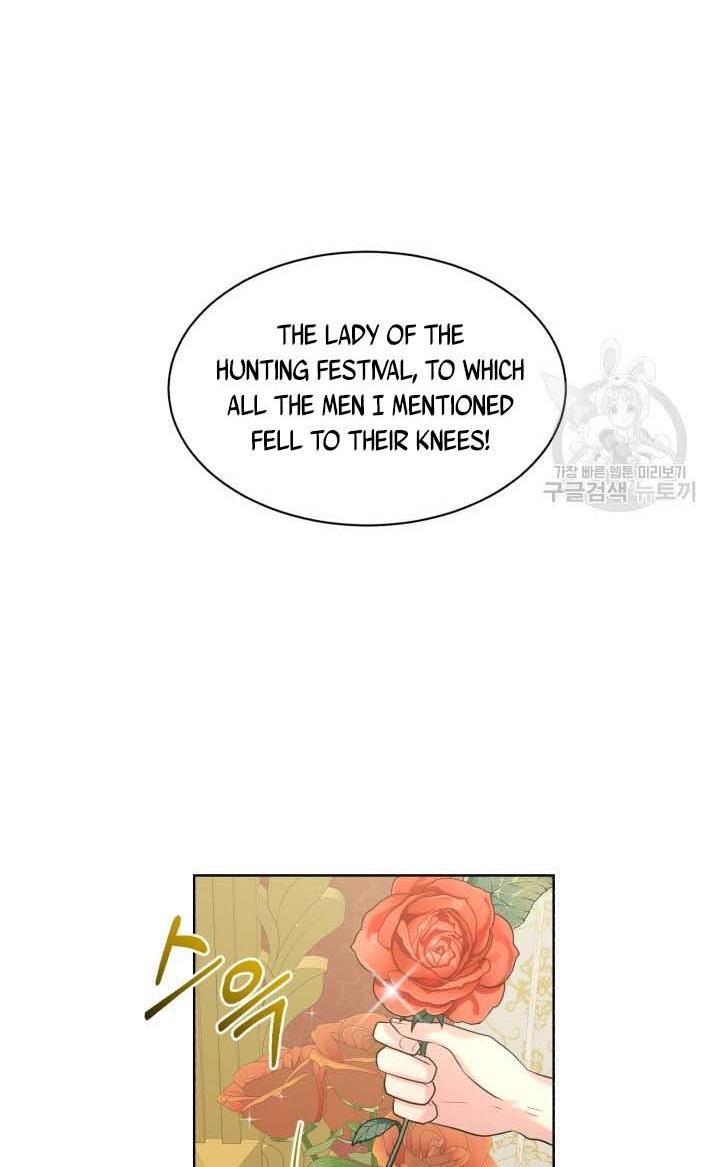 THE LADY OF THE
HUNTING FESTIVAL, TO WHICH
ALL THE MEN I MENTIONED
FELL TO THEIR KNEES!
가장 빠른 웹툰 미리보기
구글검색 뉴토끼
스윽